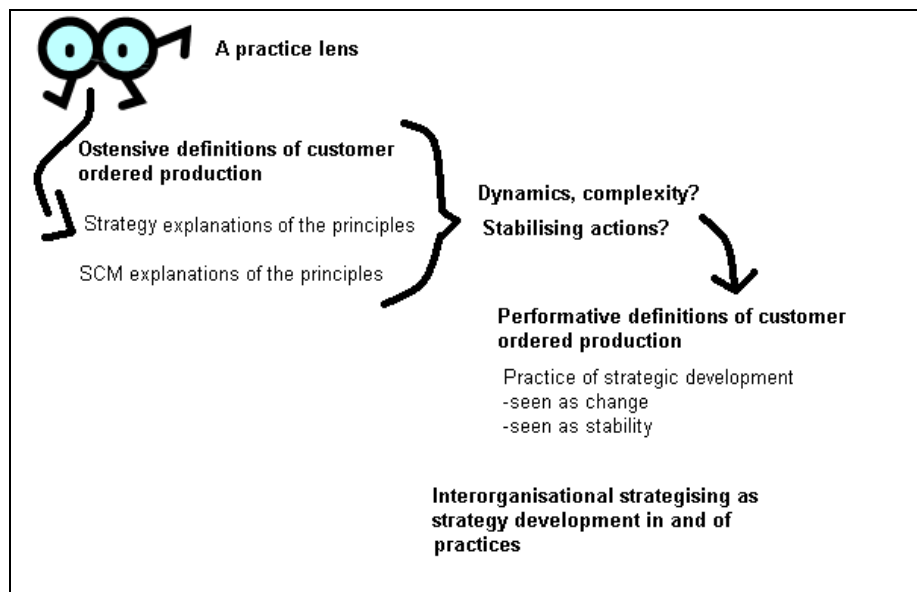 A practice lens
Ostensive definitions of customer
ordered production
Strategy explanations of the principles
SCM explanations of the principles
Dynamics, complexity?
Stabilising actions?
Performative definitions of customer
ordered production
Practice of strategic development
-seen as change
-seen as stability
Interorganisational strategising as
strategy development in and of
practices